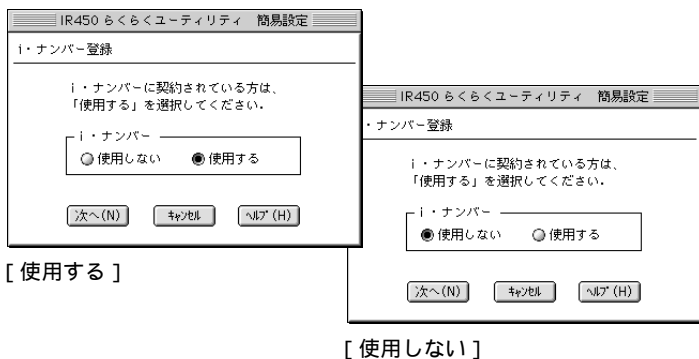 IR450 らくらくユーティリティ 簡易設定
i・ナンバー登録
i・ナンバーに契約されている方は、
「使用する」を選択してください.
i・ナンバー
使用しない 使用する
次へ(N) キャンセル ヘルプ(H)
[ 使用する ]
IR450 らくらくユーティリティ 簡易設定
・ナンバー登録
i・ナンバーに契約されている方は、
「使用する」を選択してください.
i・ナンバー
使用しない 使用する
次へ(N) キャンセル ヘルプ(H)
[ 使用しない ]